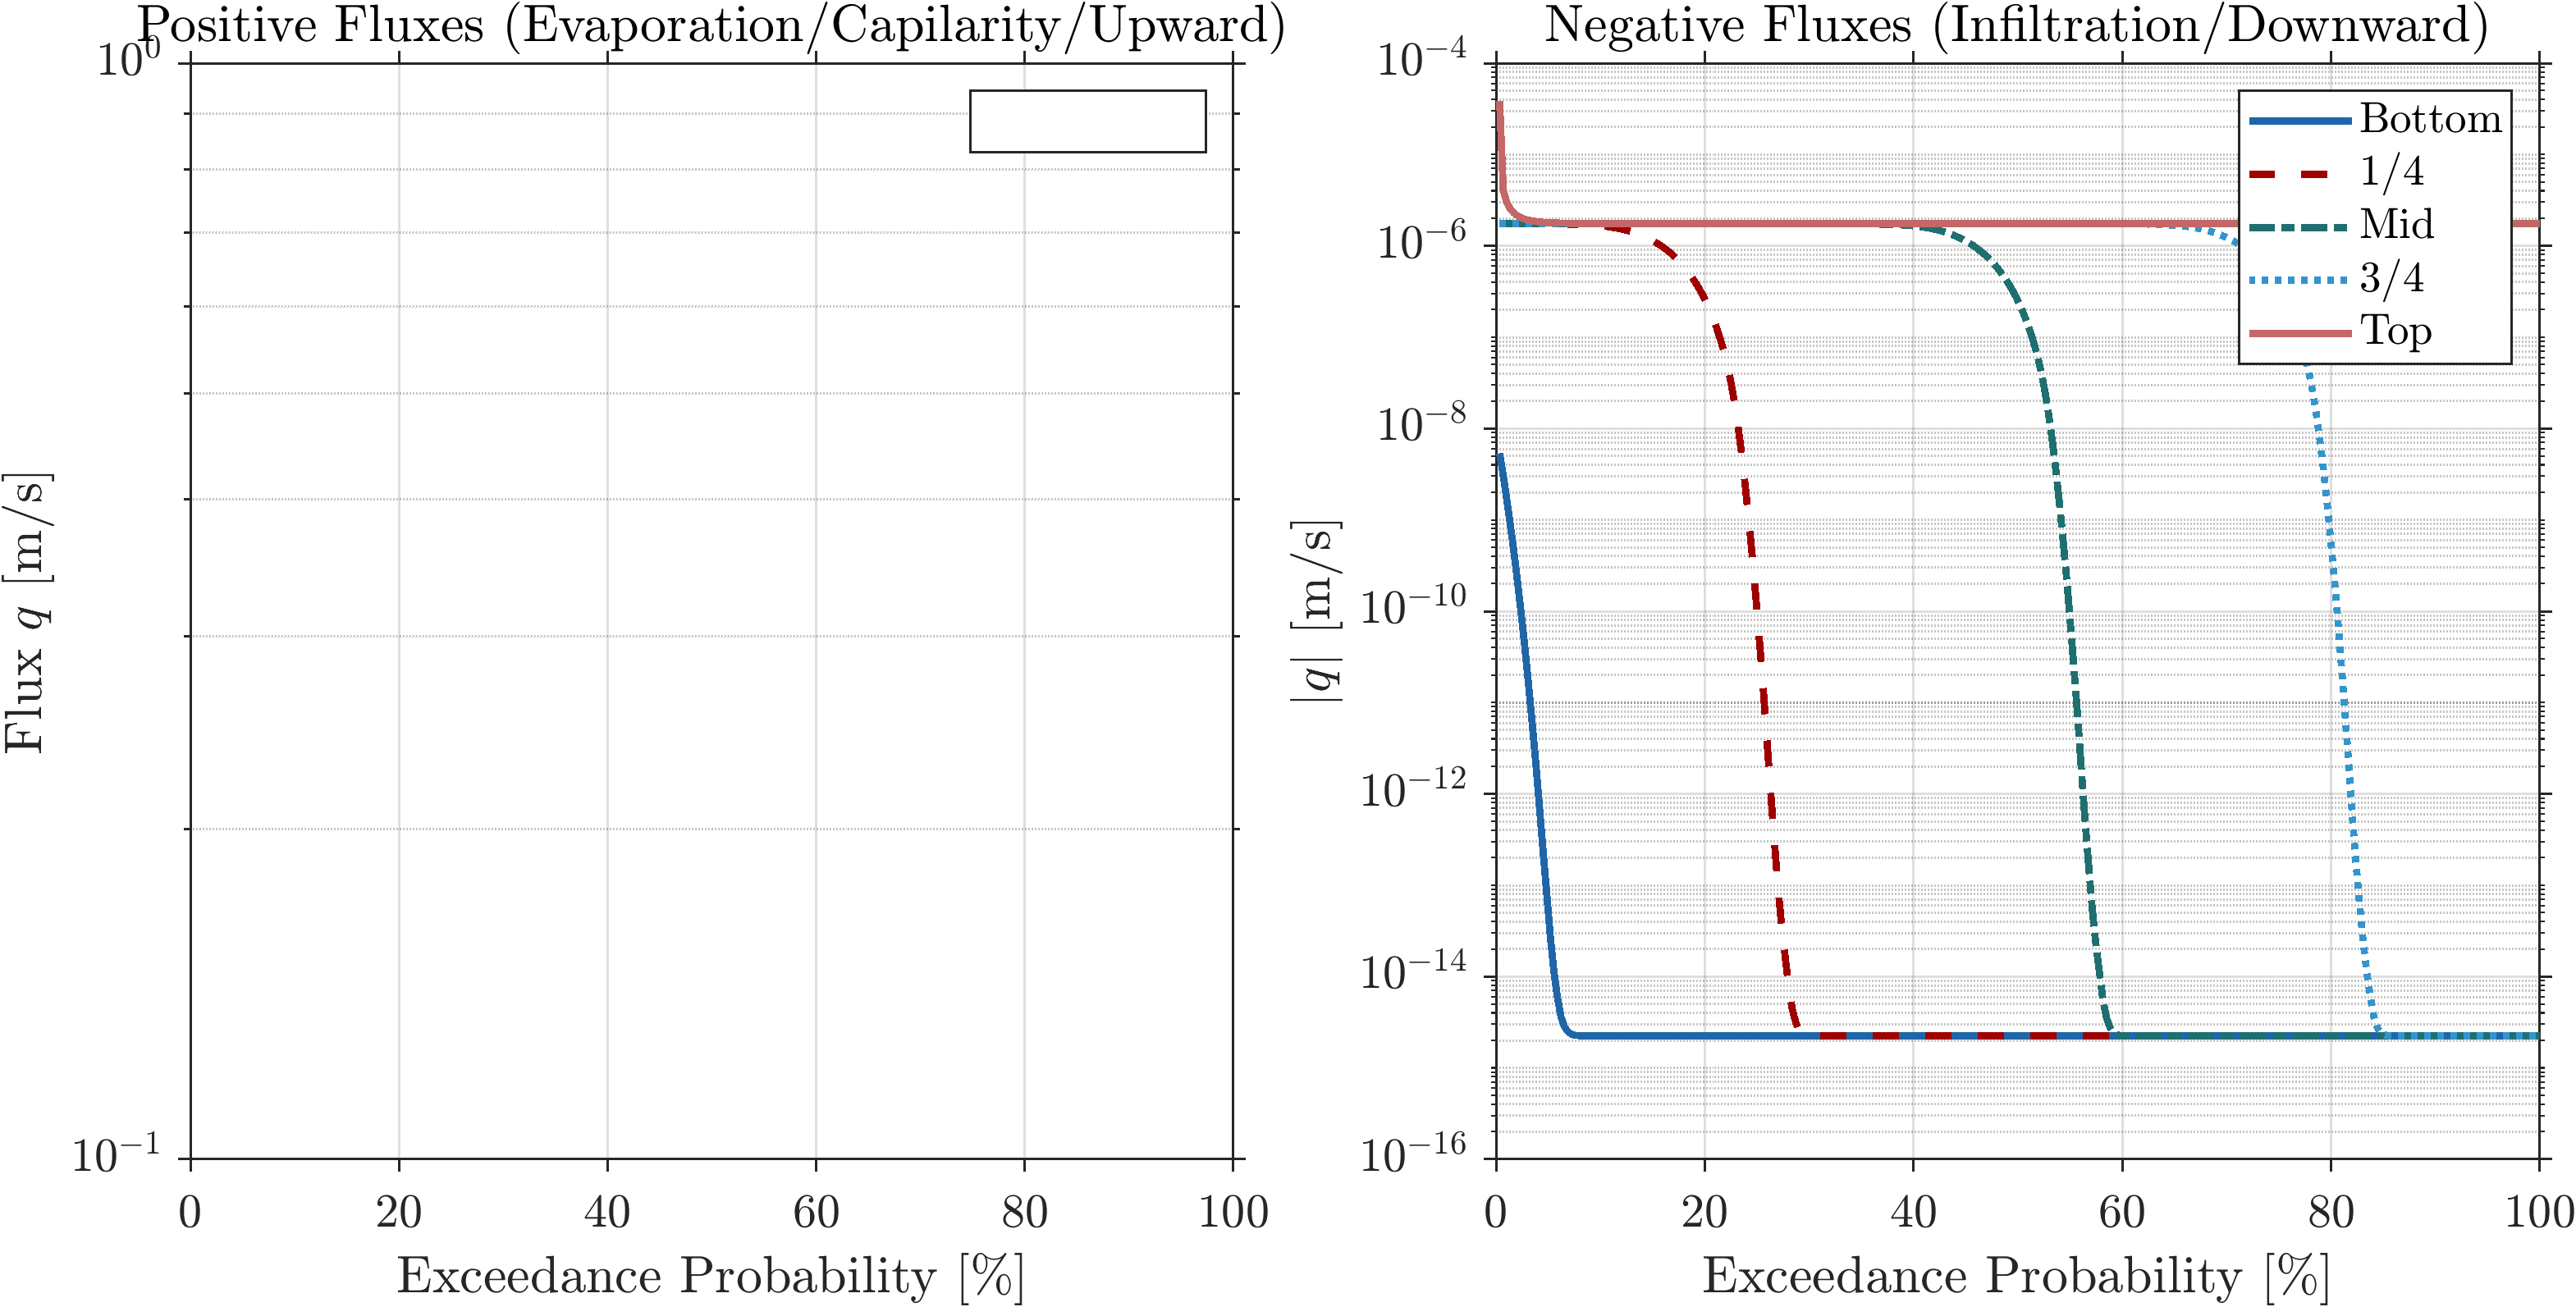 Positive Fluxes (Evaporation/Capilarity/Upward)
10^0
10^{-1}
Flux q [m/s]
0 20 40 60 80 100
Exceedance Probability [%]
Negative Fluxes (Infiltration/Downward)
10^{-4}
10^{-6}
10^{-8}
10^{-10}
10^{-12}
10^{-14}
10^{-16}
|q| [m/s]
Bottom
1/4
Mid
3/4
Top
0 20 40 60 80 100
Exceedance Probability [%]